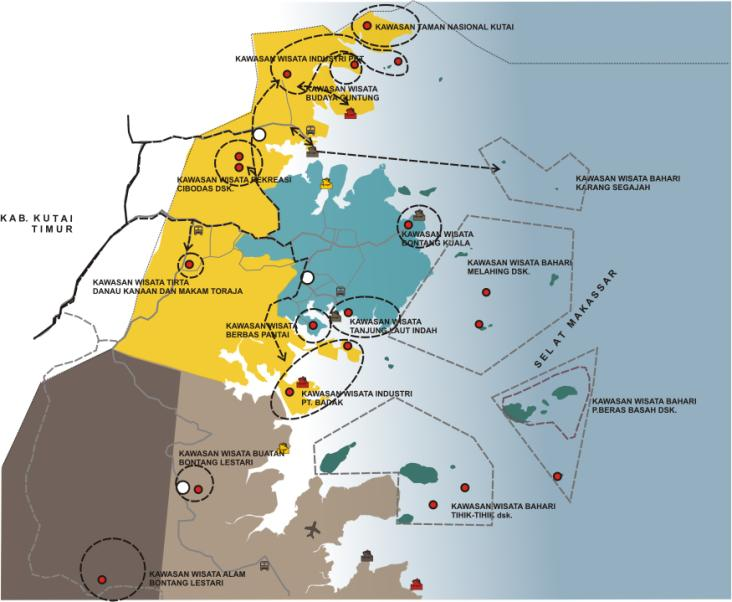 KAWASAN TAMAN NASIONAL KUTAI
KAWASAN WISATA INDUSTRI PKT
KAWASAN WISATA
BUDAYA GUNTUNG
KAWASAN WISATA REKREASI
CIBODAS DSK.
KAWASAN WISATA BAHARI
KARANG SEGAJAH
KAB. KUTAI
TIMUR
KAWASAN WISATA
BONTANG KUALA
KAWASAN WISATA BAHARI
MELAHING DSK.
KAWASAN WISATA TIRTA
DANAU KANAAN DAN MAKAM TORAJA
SELAT MAKASSAR
KAWASAN WISATA
BERBAS PANTAI
KAWASAN WISATA
TANJUNG LAUT INDAH
KAWASAN WISATA INDUSTRI
PT. BADAK
KAWASAN WISATA BAHARI
P.BERAS BASAH DSK.
KAWASAN WISATA BUATAN
BONTANG LESTARI
KAWASAN WISATA BAHARI
TIHIK-TIHIK dsk.
KAWASAN WISATA ALAM
BONTANG LESTARI